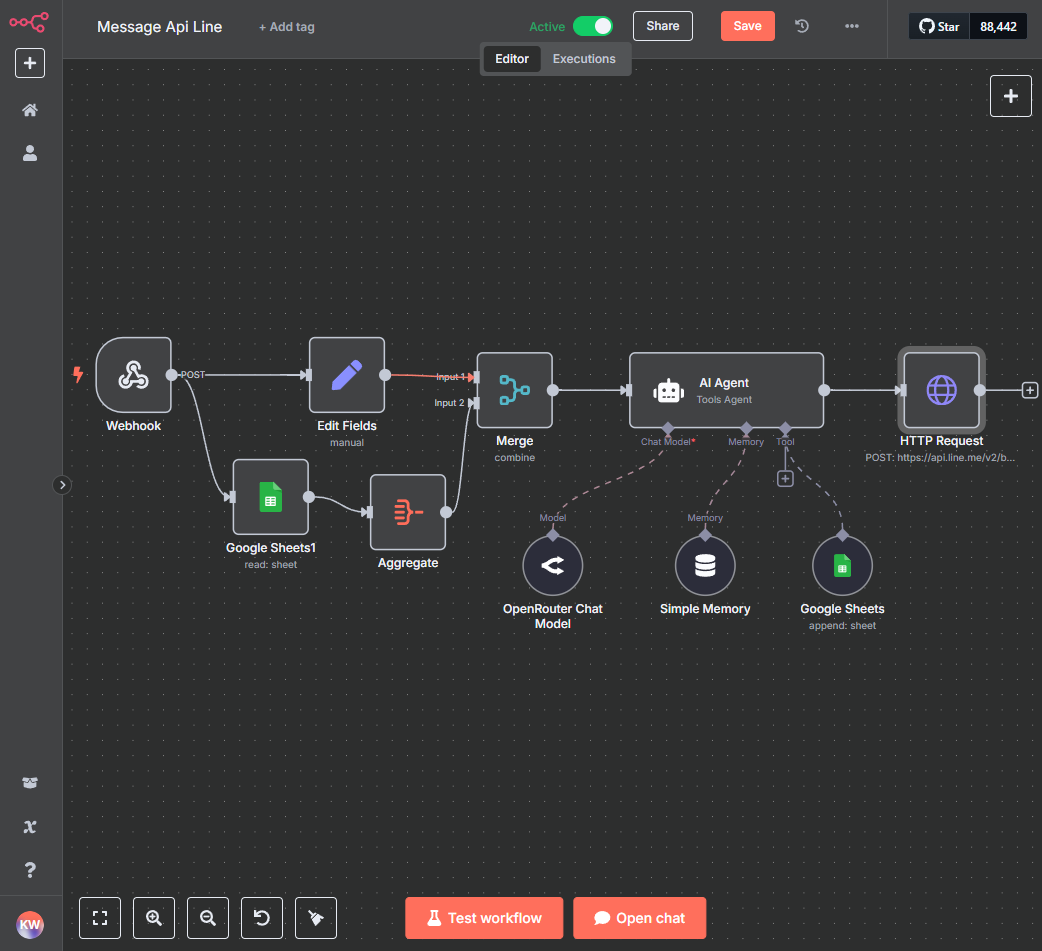 Message Api Line
+ Add tag
Active
Share
Save
Star
88,442
Editor
Executions
POST
Webhook
Edit Fields
manual
Input 1
Input 2
Merge
combine
AI Agent
Tools Agent
Chat Model*
Memory
Tool
HTTP Request
POST: https://api.line.me/v2/b...
Google Sheets1
read: sheet
Aggregate
Model
Memory
OpenRouter Chat
Model
Simple Memory
Google Sheets
append: sheet
KW
Test workflow
Open chat